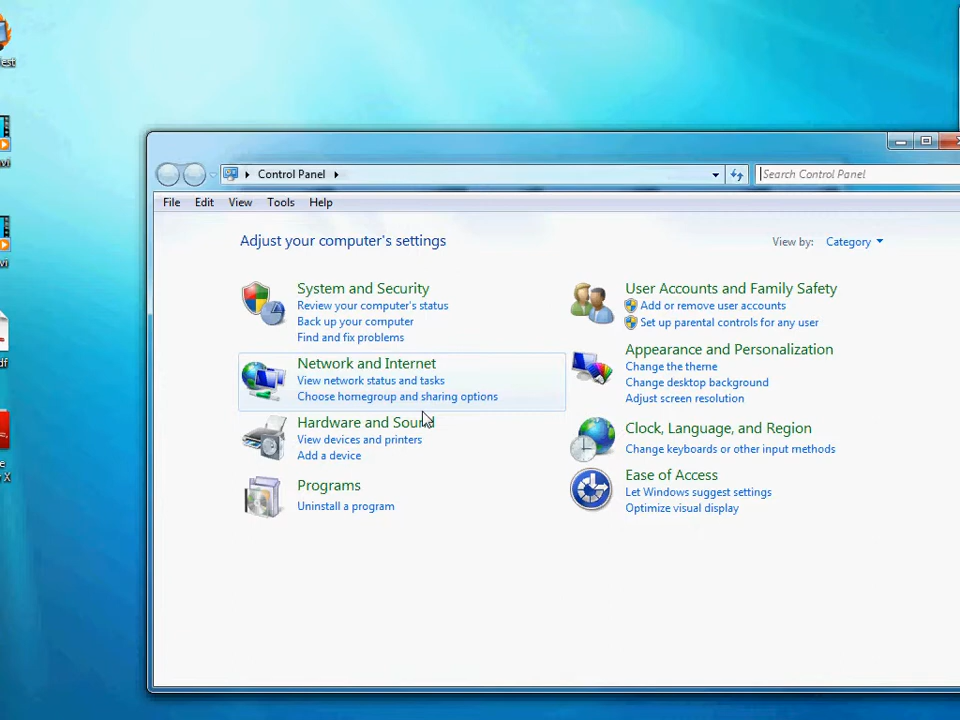 est
Control Panel
Search Control Panel
vi
File Edit View Tools Help
Adjust your computer's settings
View by: Category
vi
System and Security
Review your computer's status
Back up your computer
Find and fix problems
User Accounts and Family Safety
Add or remove user accounts
Set up parental controls for any user
df
Network and Internet
View network status and tasks
Choose homegroup and sharing options
Appearance and Personalization
Change the theme
Change desktop background
Adjust screen resolution
Hardware and Sound
View devices and printers
Add a device
Clock, Language, and Region
Change keyboards or other input methods
e
X
Programs
Uninstall a program
Ease of Access
Let Windows suggest settings
Optimize visual display